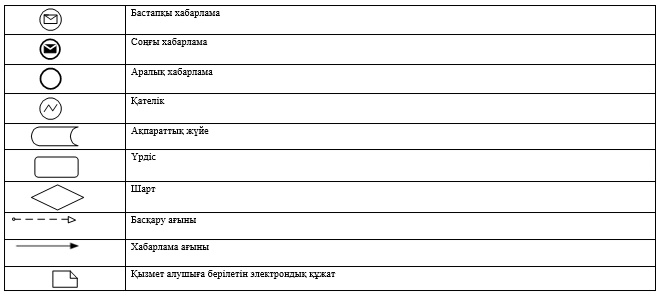 Бастапқы хабарлама
Соңғы хабарлама
Аралық хабарлама
Қателік
Ақпараттық жүйе
Үрдіс
Шарт
Басқару ағыны
Хабарлама ағыны
Қызмет алушыға берілетін электрондық құжат